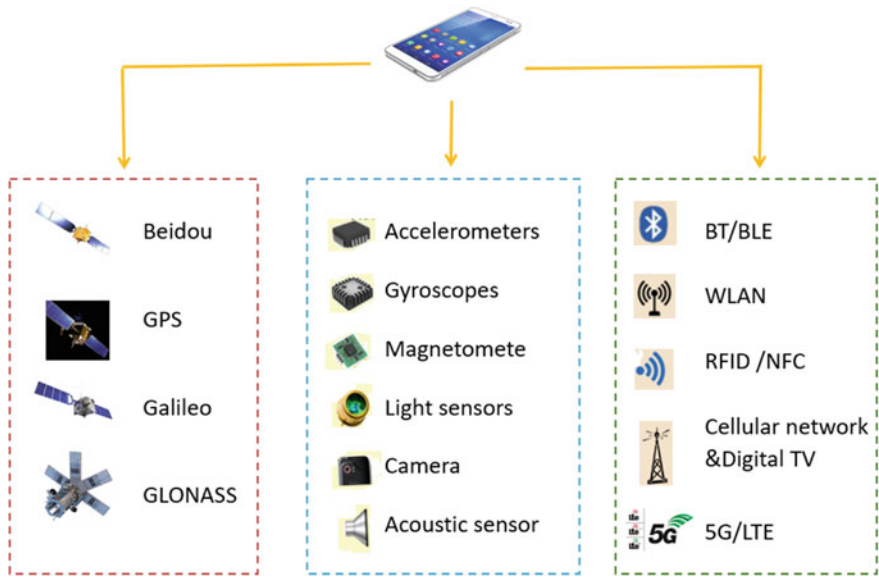 Beidou
GPS
Galileo
GLONASS
Accelerometers
Gyroscopes
Magnetomete
Light sensors
Camera
Acoustic sensor
BT/BLE
WLAN
RFID /NFC
Cellular network
&Digital TV
5G
5G/LTE